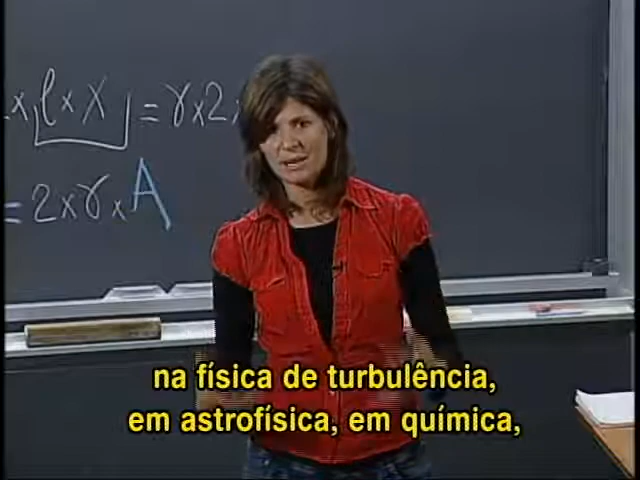 x l x X = γ x 2
= 2 x γ x A
na física de turbulência,
em astrofísica, em química,